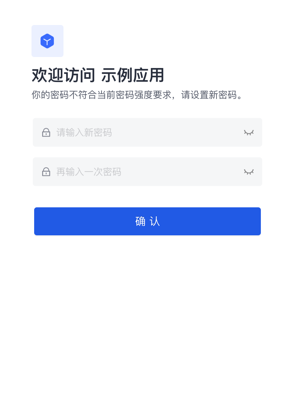 欢迎访问 示例应用
你的密码不符合当前密码强度要求，请设置新密码。
请输入新密码
再输入一次密码
确 认